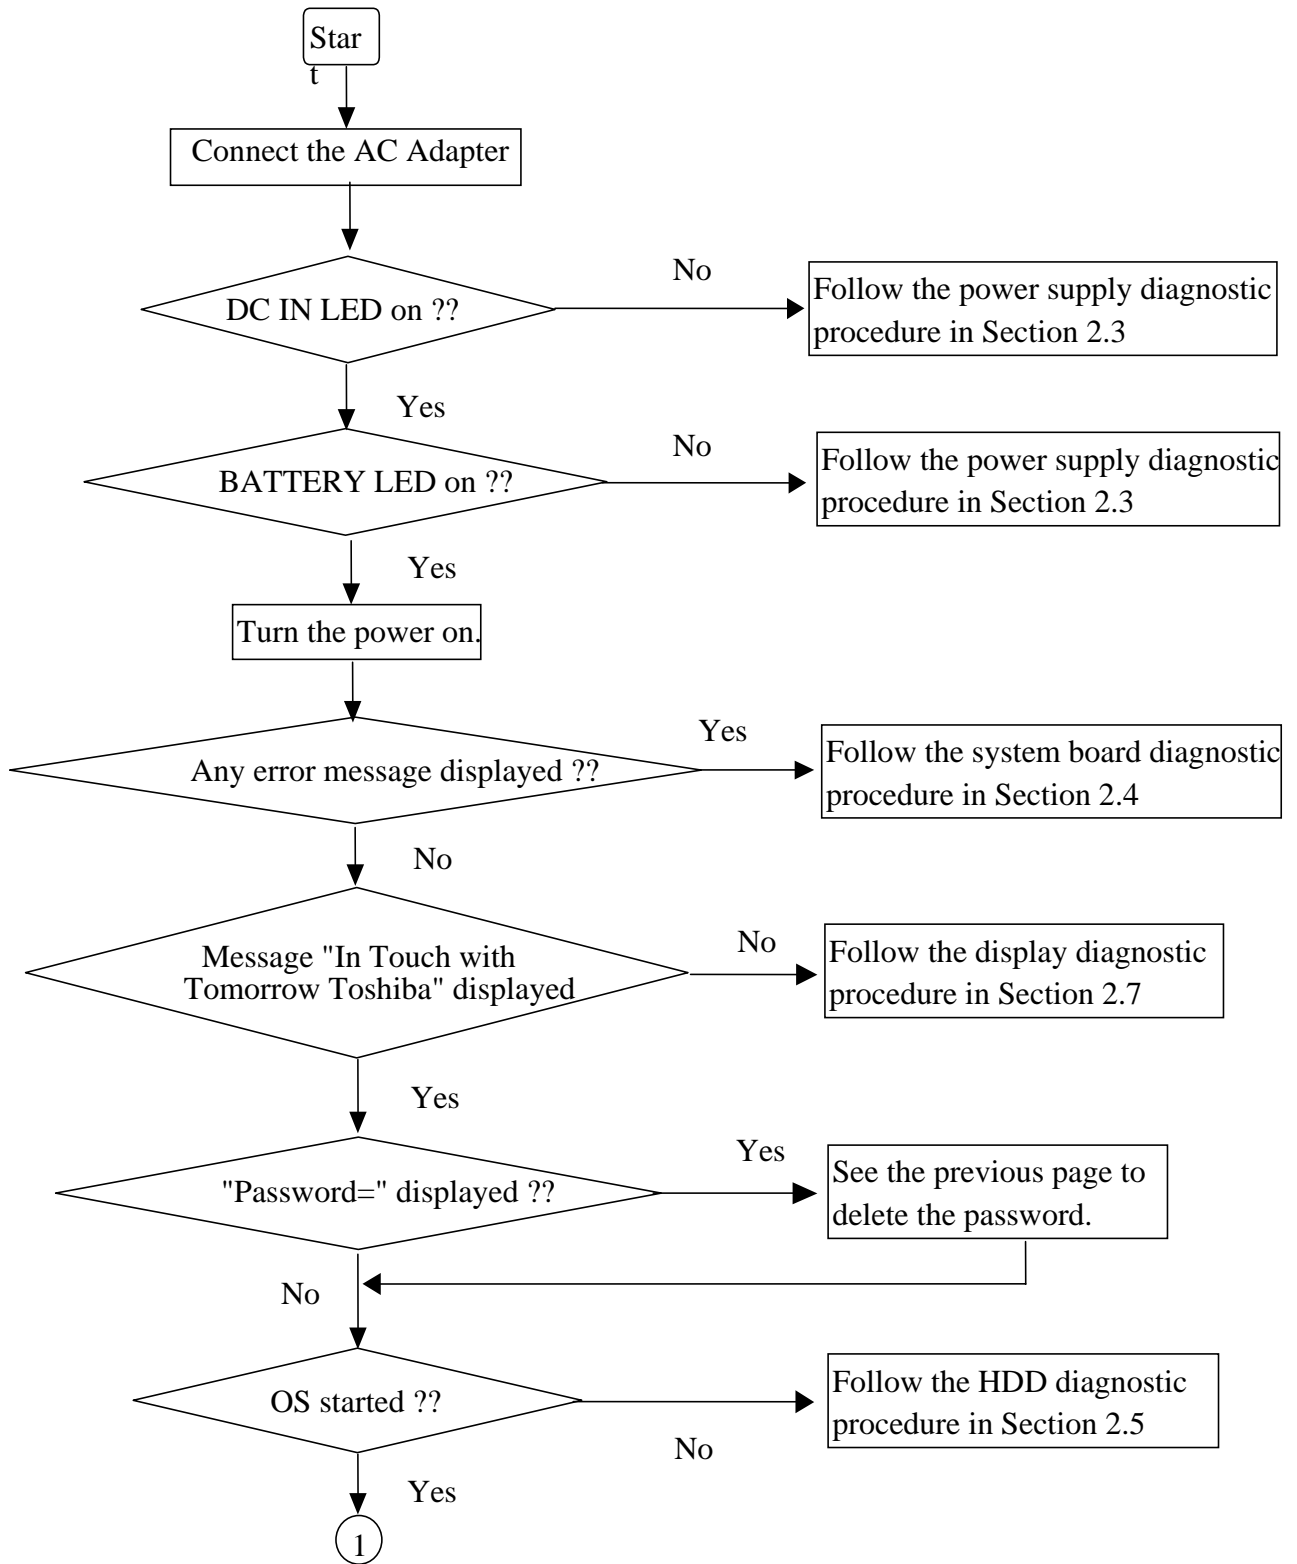 Star
t
Connect the AC Adapter
DC IN LED on ??
No
Follow the power supply diagnostic
procedure in Section 2.3
Yes
BATTERY LED on ??
No
Follow the power supply diagnostic
procedure in Section 2.3
Yes
Turn the power on.
Any error message displayed ??
Yes
Follow the system board diagnostic
procedure in Section 2.4
No
Message "In Touch with
Tomorrow Toshiba" displayed
No
Follow the display diagnostic
procedure in Section 2.7
Yes
"Password=" displayed ??
Yes
See the previous page to
delete the password.
No
OS started ??
No
Follow the HDD diagnostic
procedure in Section 2.5
Yes
1